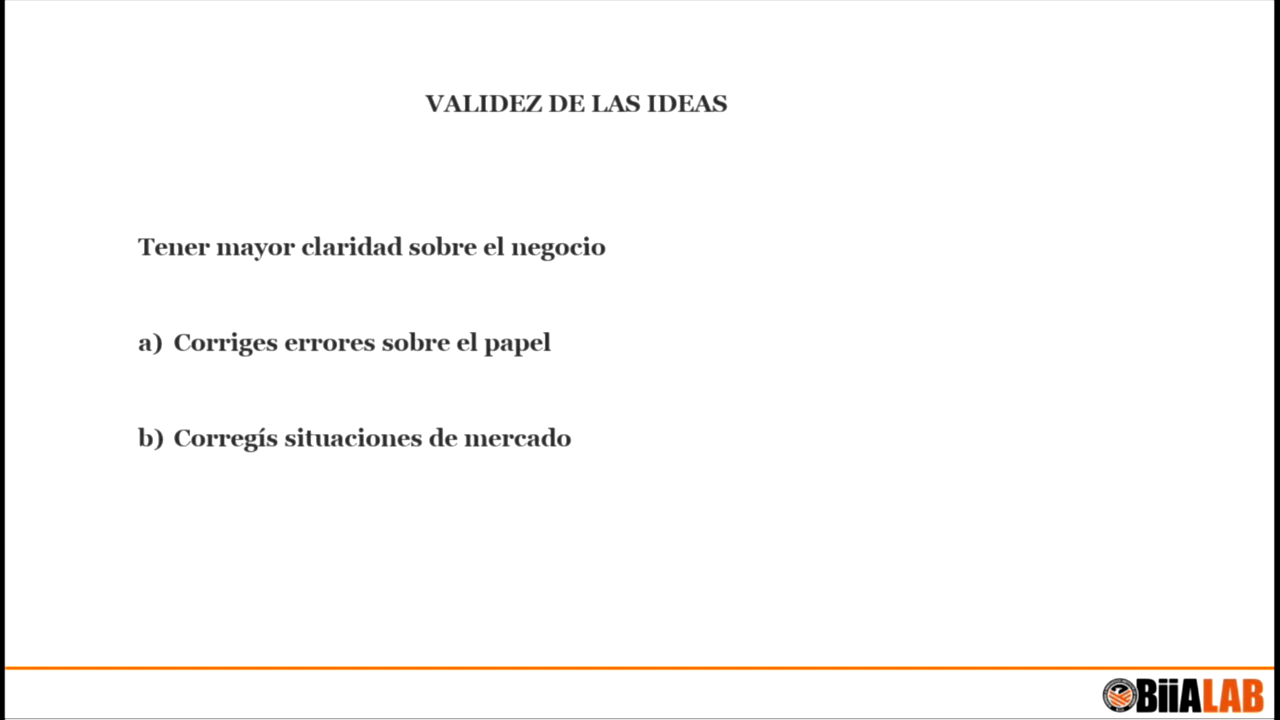 VALIDEZ DE LAS IDEAS
Tener mayor claridad sobre el negocio
a) Corriges errores sobre el papel
b) Corregís situaciones de mercado
BiiALAB